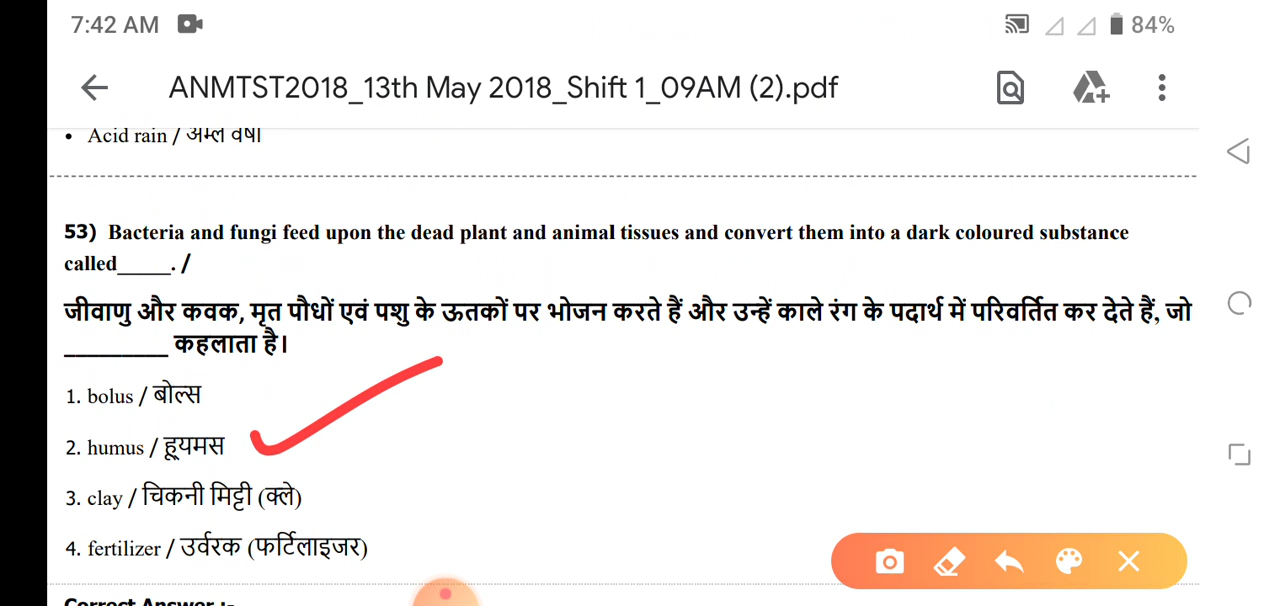 7:42 AM 84%
ANMTST2018_13th May 2018_Shift 1_09AM (2).pdf
• Acid rain / अम्ल वर्षा
53) Bacteria and fungi feed upon the dead plant and animal tissues and convert them into a dark coloured substance
called_____. /
जीवाणु और कवक, मृत पौधों एवं पशु के ऊतकों पर भोजन करते हैं और उन्हें काले रंग के पदार्थ में परिवर्तित कर देते हैं, जो
_________ कहलाता है।
1. bolus / बोल्स
2. humus / ह्यूमस
3. clay / चिकनी मिट्टी (क्ले)
4. fertilizer / उर्वरक (फर्टिलाइजर)
Correct Answer :-